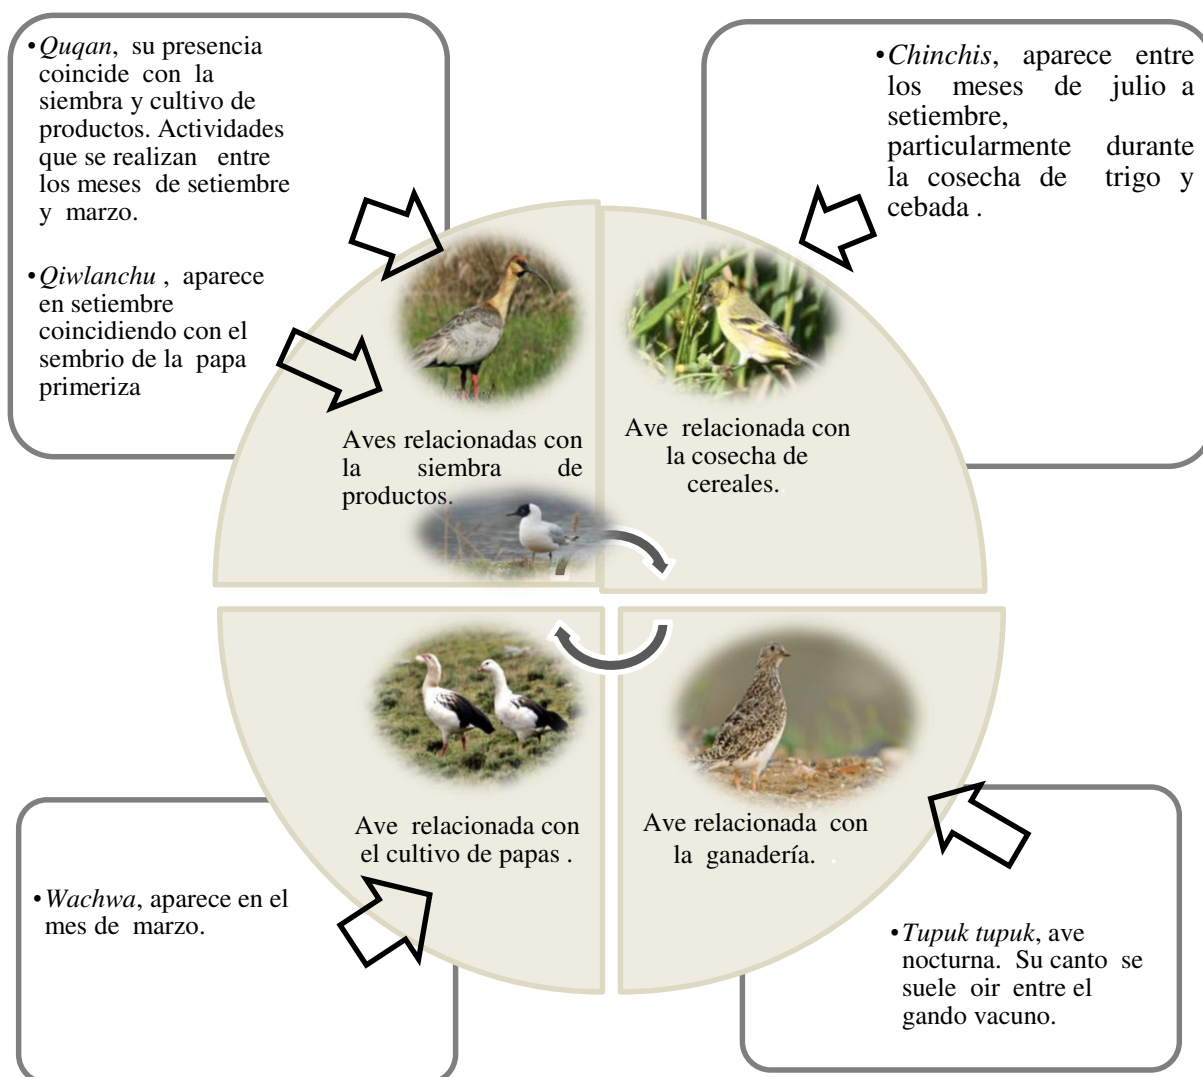 •Quqan, su presencia
coincide con la
siembra y cultivo de
productos. Actividades
que se realizan entre
los meses de setiembre
y marzo.
•Qiwlanchu , aparece
en setiembre
coincidiendo con el
sembrio de la papa
primeriza
•Chinchis, aparece entre
los meses de julio a
setiembre,
particularmente durante
la cosecha de trigo y
cebada .
Aves relacionadas con
la siembra de
productos.
Ave relacionada con
la cosecha de
cereales.
Ave relacionada con
el cultivo de papas .
Ave relacionada con
la ganadería.
•Wachwa, aparece en el
mes de marzo.
•Tupuk tupuk, ave
nocturna. Su canto se
suele oir entre el
gando vacuno.